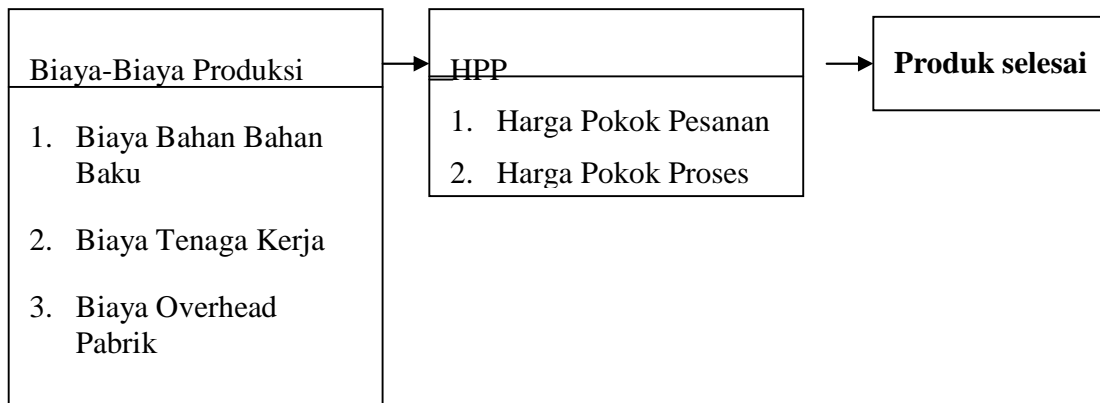 Biaya-Biaya Produksi
1. Biaya Bahan Bahan
Baku
2. Biaya Tenaga Kerja
3. Biaya Overhead
Pabrik
HPP
1. Harga Pokok Pesanan
2. Harga Pokok Proses
Produk selesai